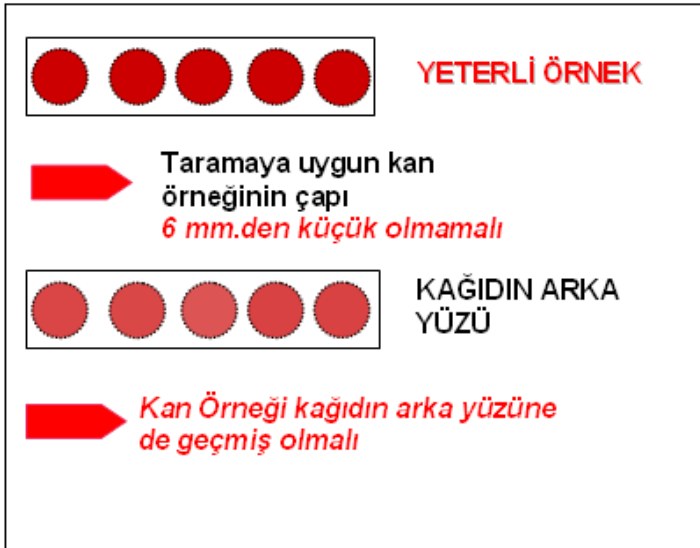 YETERLİ ÖRNEK
Taramaya uygun kan
örneğinin çapı
6 mm.den küçük olmamalı
KAĞIDIN ARKA
YÜZÜ
Kan Örneği kağıdın arka yüzüne
de geçmiş olmalı